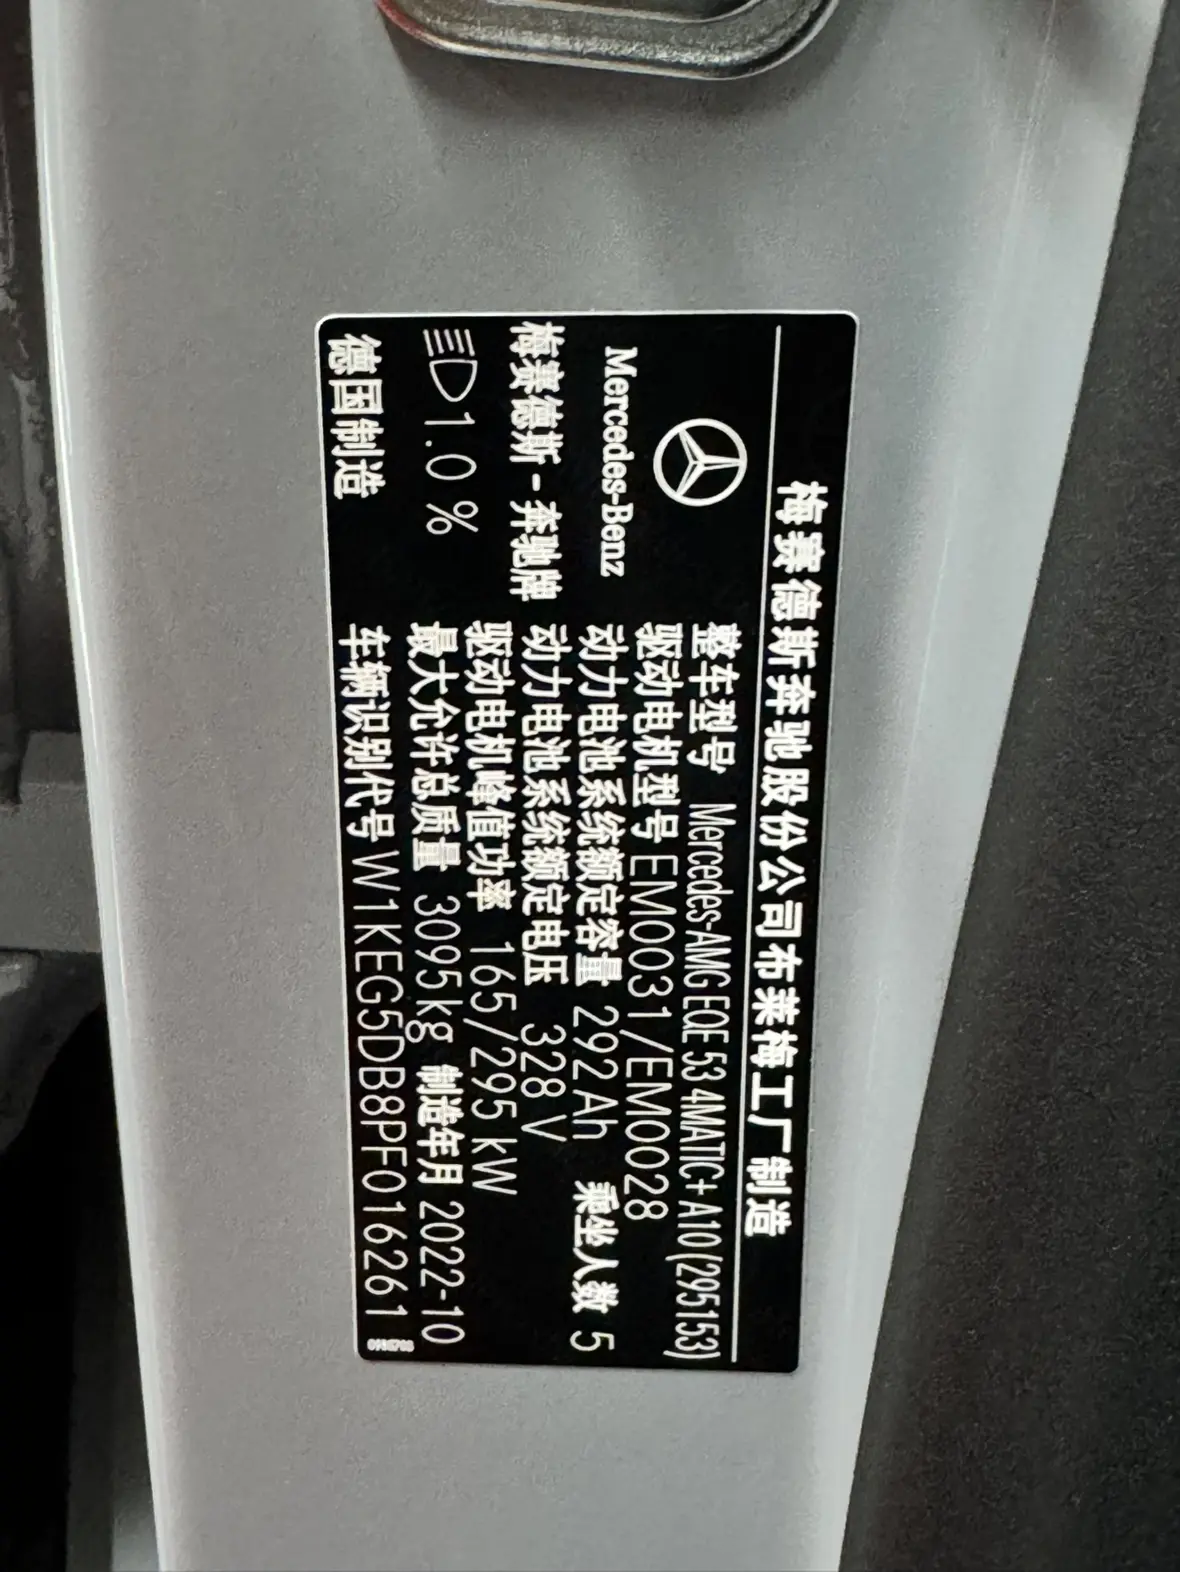 梅赛德斯奔驰股份公司布莱梅工厂制造
Mercedes-Benz
梅赛德斯-奔驰牌
1.0%
德国制造
整车型号 Mercedes-AMG EQE 53 4MATIC+ A10 (295153)
驱动电机型号 EM0031/EM0028
动力电池系统额定容量 292 Ah 乘坐人数 5
动力电池系统额定电压 328 V
驱动电机峰值功率 165/295 kW
最大允许总质量 3095kg 制造年月 2022-10
车辆识别代号 W1KEG5DB8PF016261